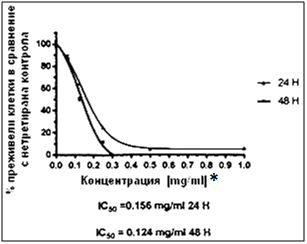 % преживели клетки в сравнение
с нетретирана контрола
100
80
60
40
20
0
0.0 0.1 0.2 0.3 0.4 0.5 0.6 0.7 0.8 0.9 1.0
24 H
48 H
Концентрация [mg/ml] *
IC50 =0.156 mg/ml 24 H
IC50 = 0.124 mg/ml 48 H